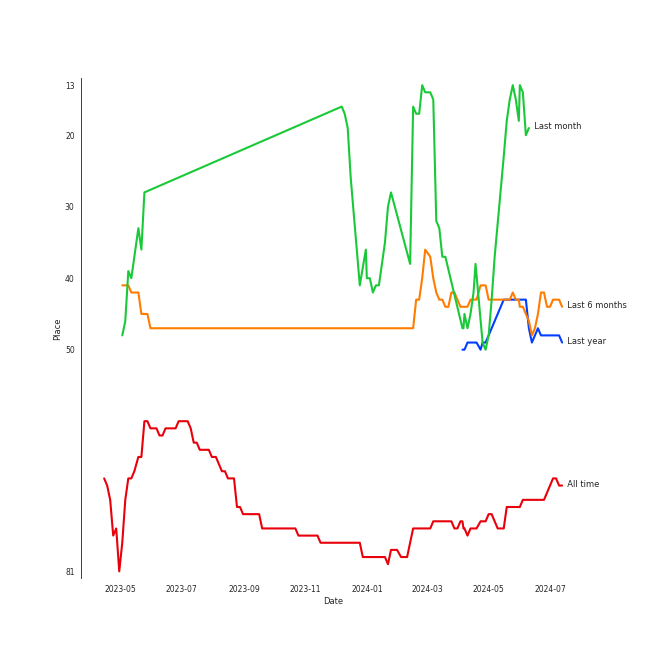 13
20
30
40
50
81
Place
Last month
Last 6 months
Last year
All time
2023-05 2023-07 2023-09 2023-11 2024-01 2024-03 2024-05 2024-07
Date